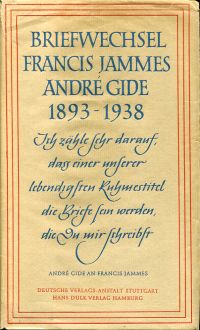 BRIEFWECHSEL
FRANCIS JAMMES
ANDRÉ GIDE
1893-1938
Ich zähle sehr darauf,
dass einer unserer
lebendigsten Ruhmestitel
die Briefe sein werden,
die Du mir schreibst
ANDRÉ GIDE AN FRANCIS JAMMES
DEUTSCHE VERLAGS-ANSTALT STUTTGART
HANS DULK VERLAG HAMBURG